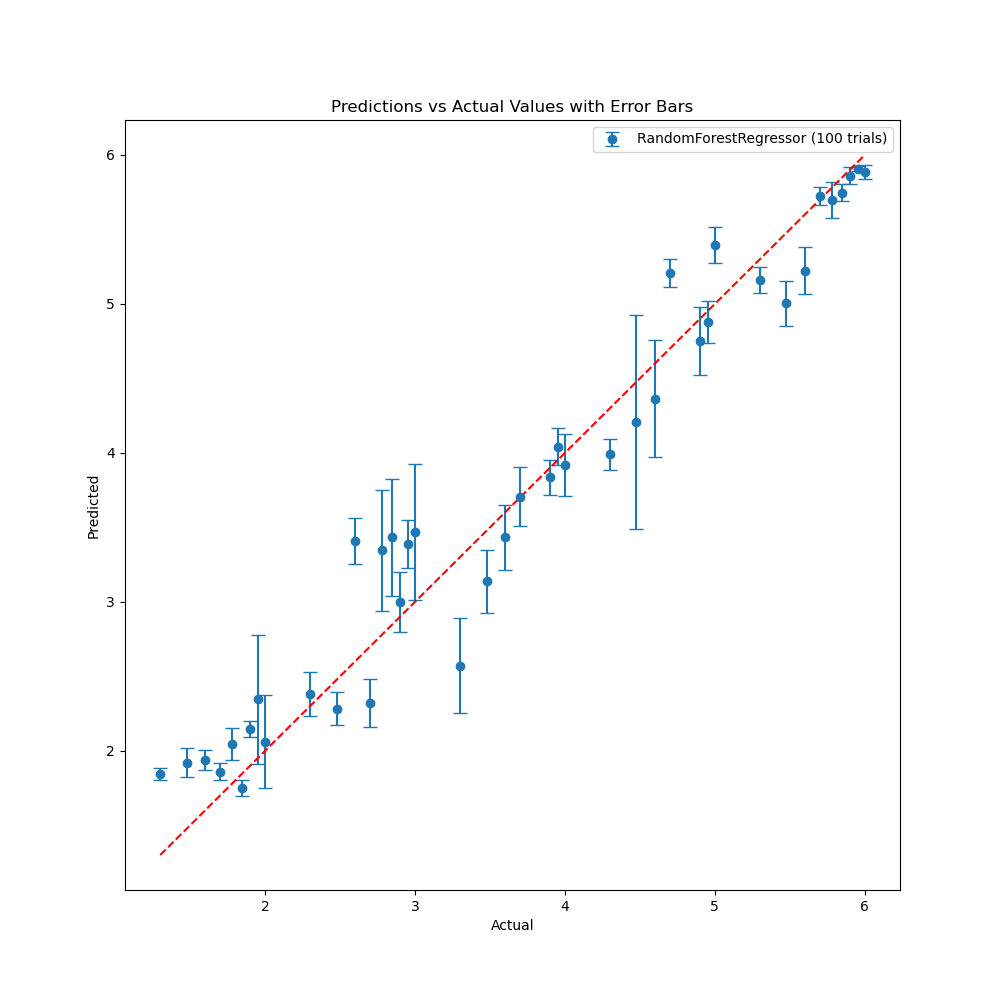 Predictions vs Actual Values with Error Bars
RandomForestRegressor (100 trials)
6
5
4
3
2
Predicted
2 3 4 5 6
Actual